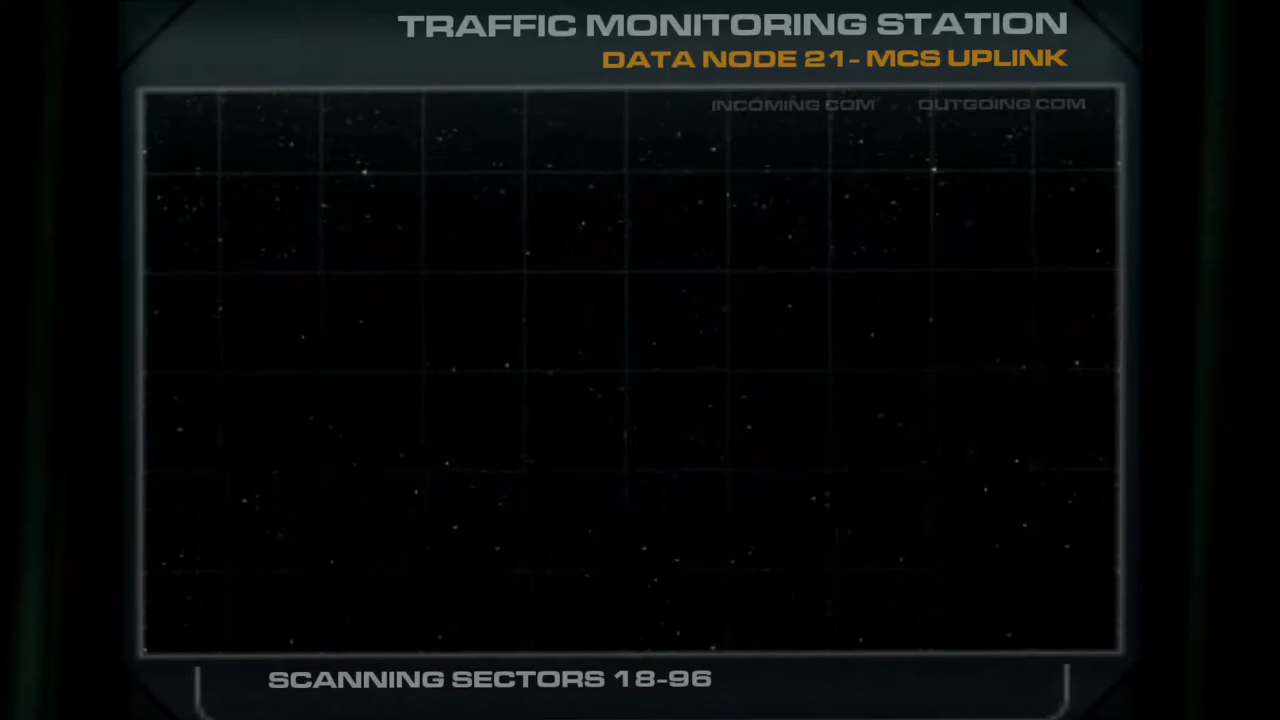 TRAFFIC MONITORING STATION
DATA NODE 21- MCS UPLINK
INCOMING COM OUTGOING COM
SCANNING SECTORS 18-96